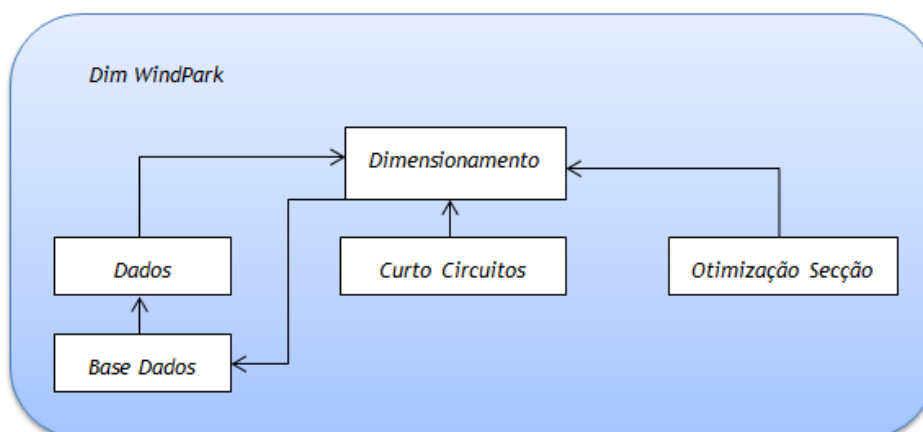 Dim WindPark
Dimensionamento
Dados
Curto Circuitos
Otimização Secção
Base Dados